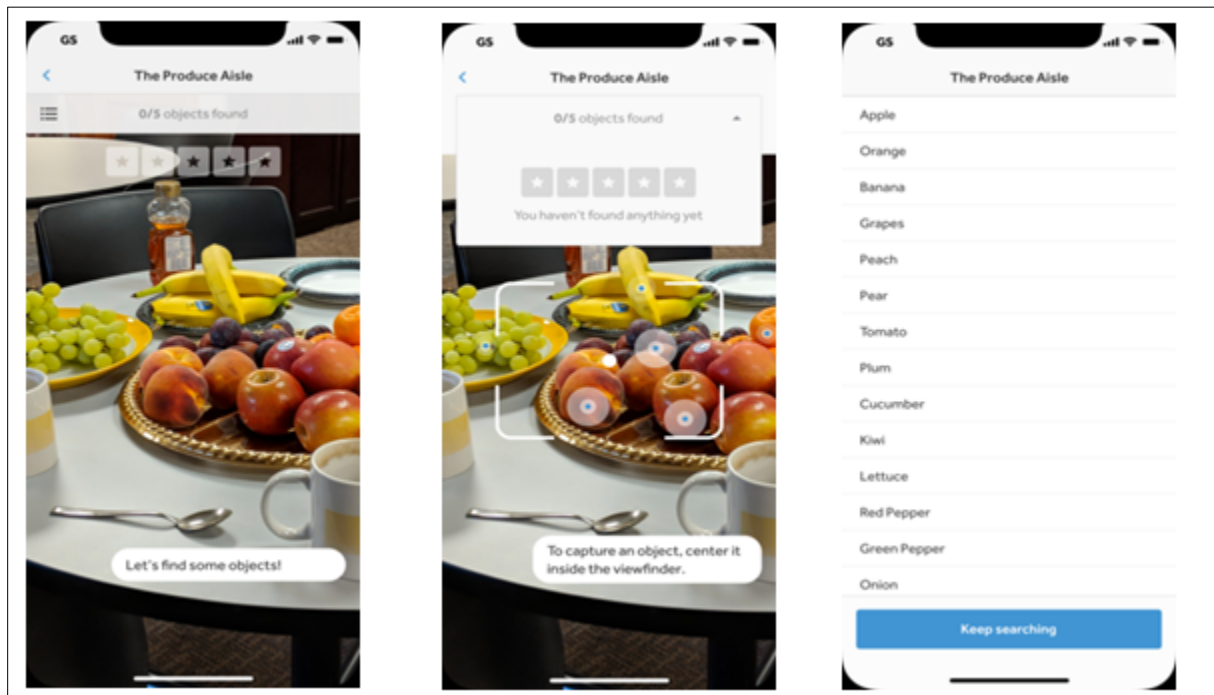 GS
The Produce Aisle
0/5 objects found
Let's find some objects!
GS
The Produce Aisle
0/5 objects found
You haven't found anything yet
To capture an object, center it
inside the viewfinder.
GS
The Produce Aisle
Apple
Orange
Banana
Grapes
Peach
Pear
Tomato
Plum
Cucumber
Kiwi
Lettuce
Red Pepper
Green Pepper
Onion
Keep searching